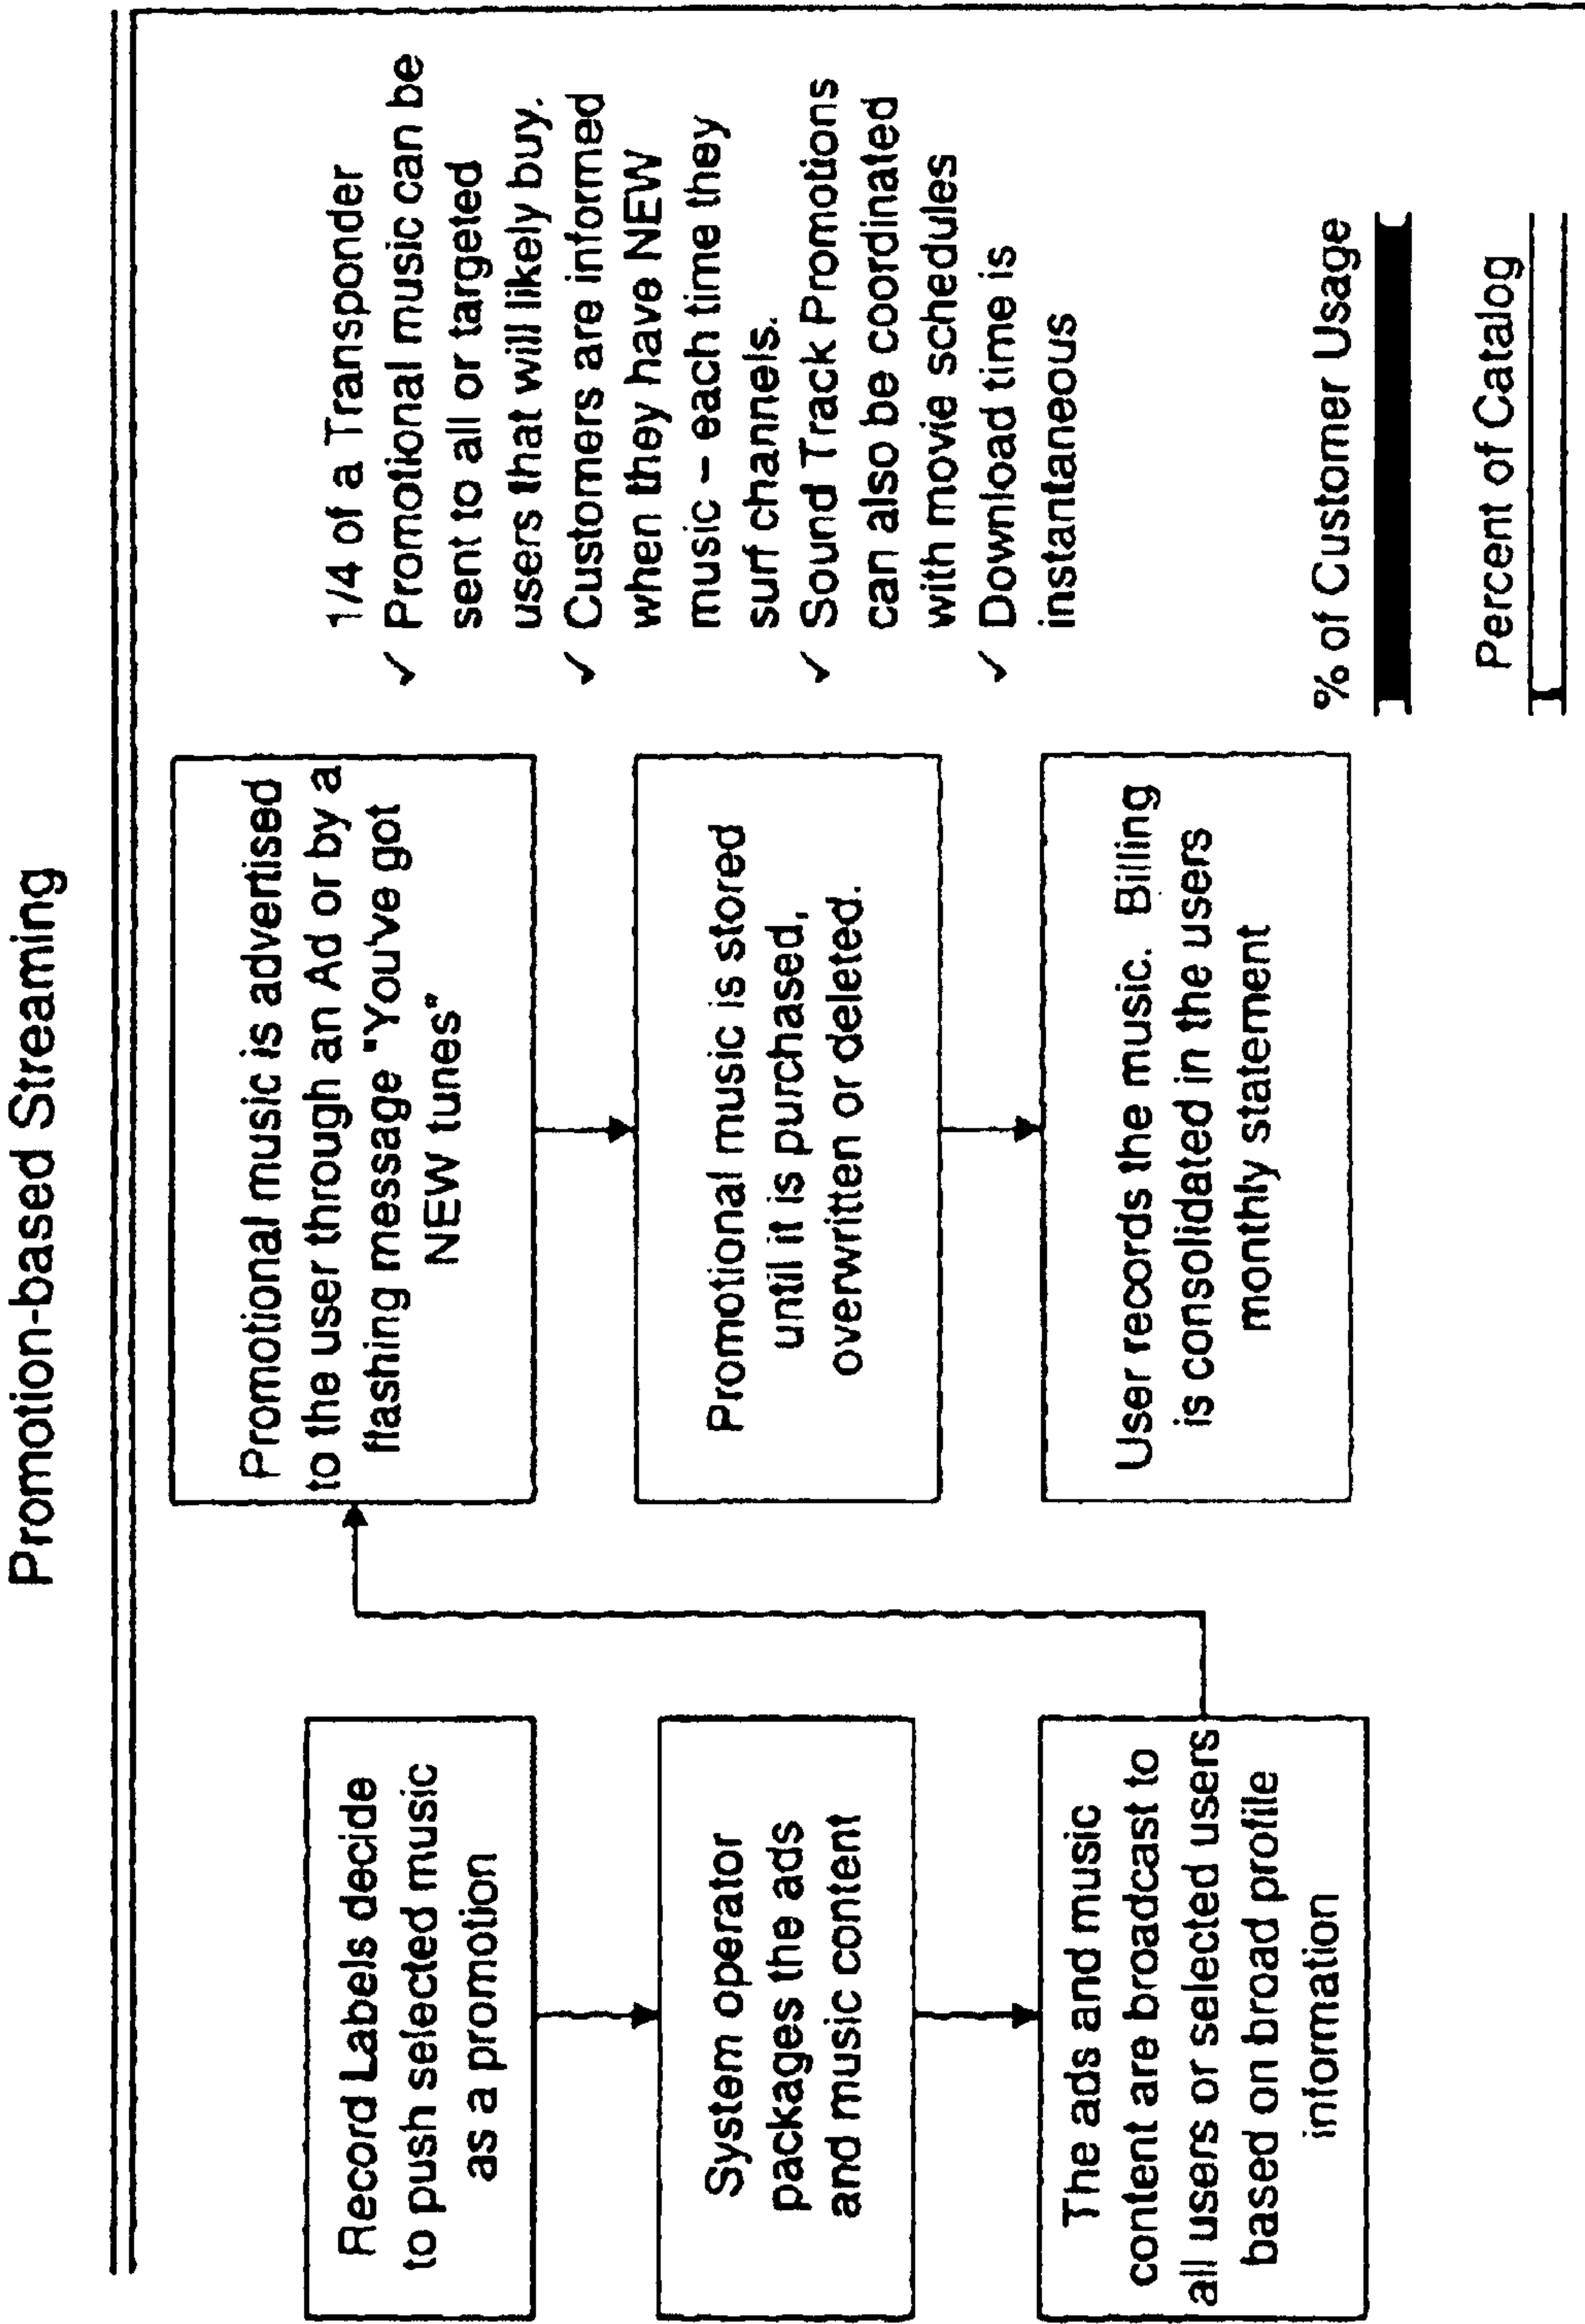 Promotion-based Streaming
Record Labels decide
to push selected music
as a promotion
System operator
packages the ads
and music content
The ads and music
content are broadcast to
all users or selected users
based on broad profile
information
Promotional music is advertised
to the user through an Ad or by a
flashing message "You've got
NEW tunes"
Promotional music is stored
until it is purchased,
overwritten or deleted.
User records the music. Billing
is consolidated in the users
monthly statement
1/4 of a Transponder
✓ Promotional music can be
sent to all or targeted
users that will likely buy.
✓ Customers are informed
when they have NEW
music – each time they
surf channels.
✓ Sound Track Promotions
can also be coordinated
with movie schedules
✓ Download time is
instantaneous
% of Customer Usage
Percent of Catalog